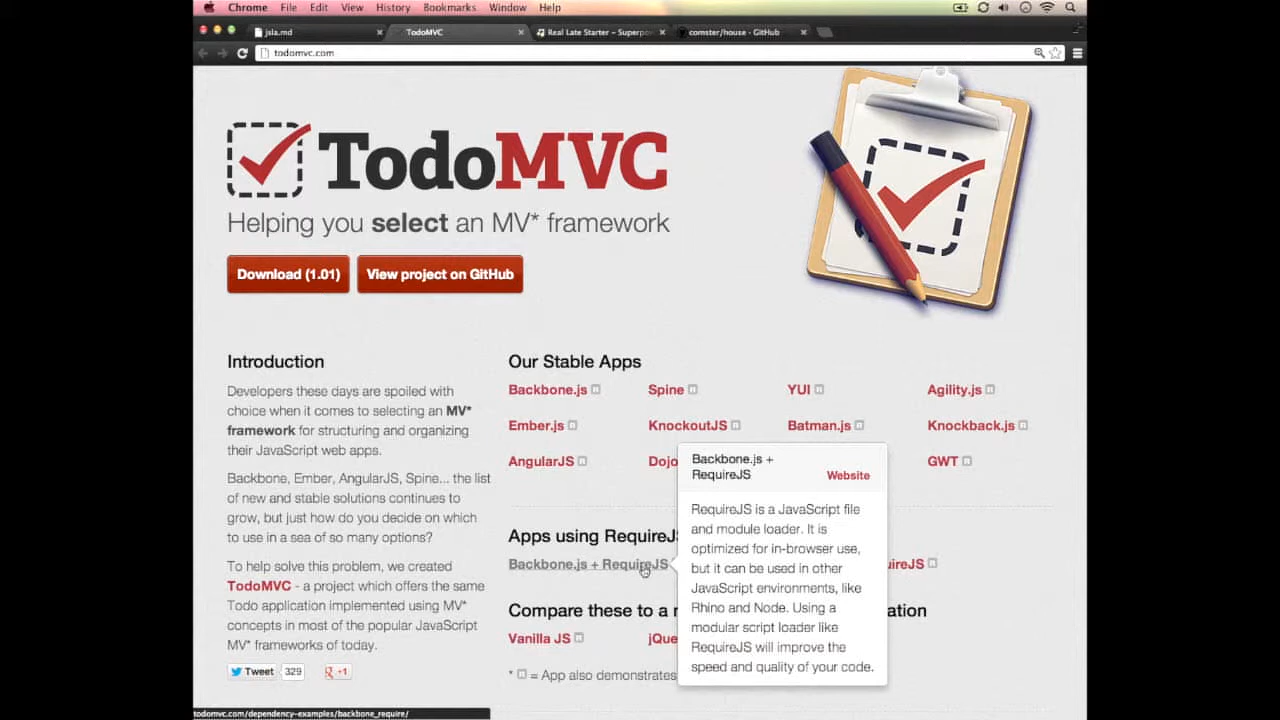 Chrome File Edit View History Bookmarks Window Help
jsla.md
TodoMVC
Real Late Starter – Superpo
comster/house · GitHub
todomvc.com
TodoMVC
Helping you select an MV* framework
Download (1.01)
View project on GitHub
Introduction
Developers these days are spoiled with
choice when it comes to selecting an MV*
framework for structuring and organizing
their JavaScript web apps.
Backbone, Ember, AngularJS, Spine... the list
of new and stable solutions continues to
grow, but just how do you decide on which
to use in a sea of so many options?
To help solve this problem, we created
TodoMVC - a project which offers the same
Todo application implemented using MV*
concepts in most of the popular JavaScript
MV* frameworks of today.
Tweet 329 +1
Our Stable Apps
Backbone.js R Spine R YUI R Agility.js R
Ember.js R KnockoutJS R Batman.js R Knockback.js R
AngularJS R Dojo GWT R
Apps using RequireJS
Backbone.js + RequireJS uireJS R
Compare these to a n ation
Vanilla JS R jQue
* R = App also demonstrates
Backbone.js +
RequireJS
Website
RequireJS is a JavaScript file
and module loader. It is
optimized for in-browser use,
but it can be used in other
JavaScript environments, like
Rhino and Node. Using a
modular script loader like
RequireJS will improve the
speed and quality of your code.
todomvc.com/dependency-examples/backbone_require/